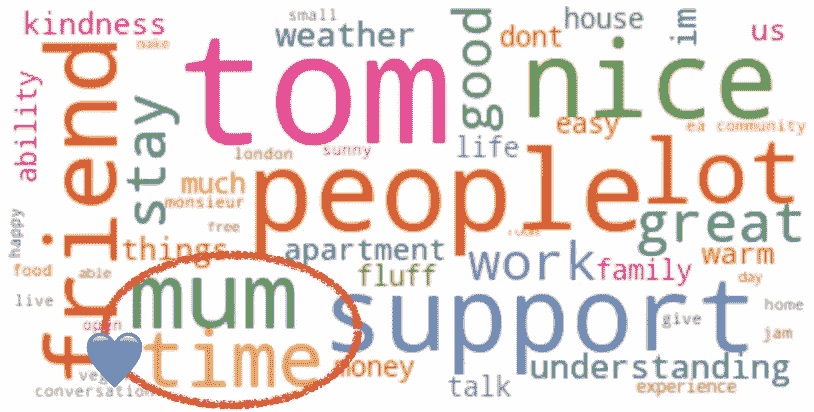 kindness
make
small
weather
good
house
dont
im
us
friend
ability
stay
tom
nice
easy
ea
community
london
sunny
life
much
monsieur
free
people
lot
great
happy
things
apartment
fluff
work
family
warm
day
food
able
live
open
mum
time
support
give
home
jam
money
understanding
talk
experience
conversation